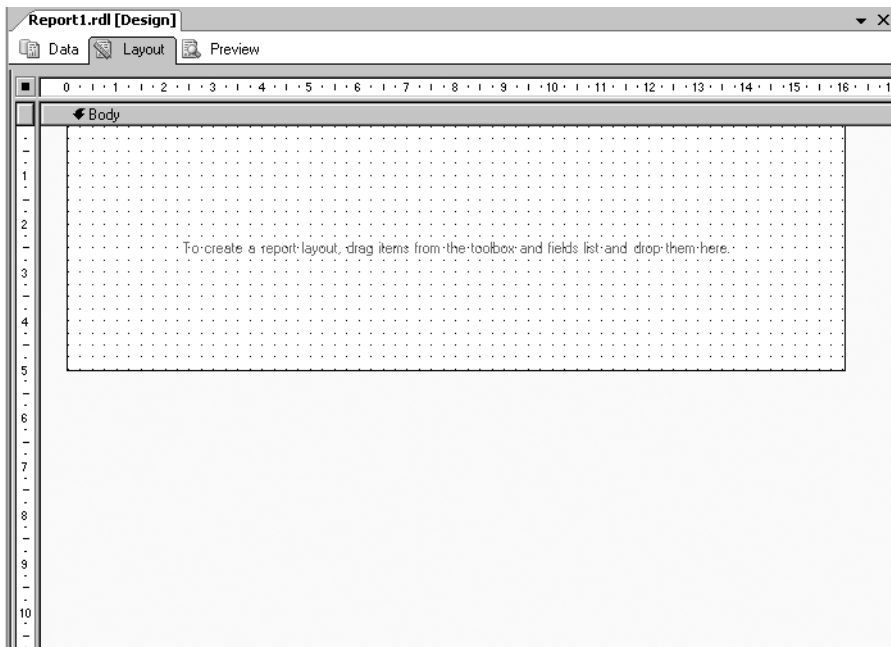 Report1.rdl [Design]
Data Layout Preview
0 1 2 3 4 5 6 7 8 9 10 11 12 13 14 15 16 1
Body
To create a report layout, drag items from the toolbox and fields list and drop them here.
1
2
3
4
5
6
7
8
9
10